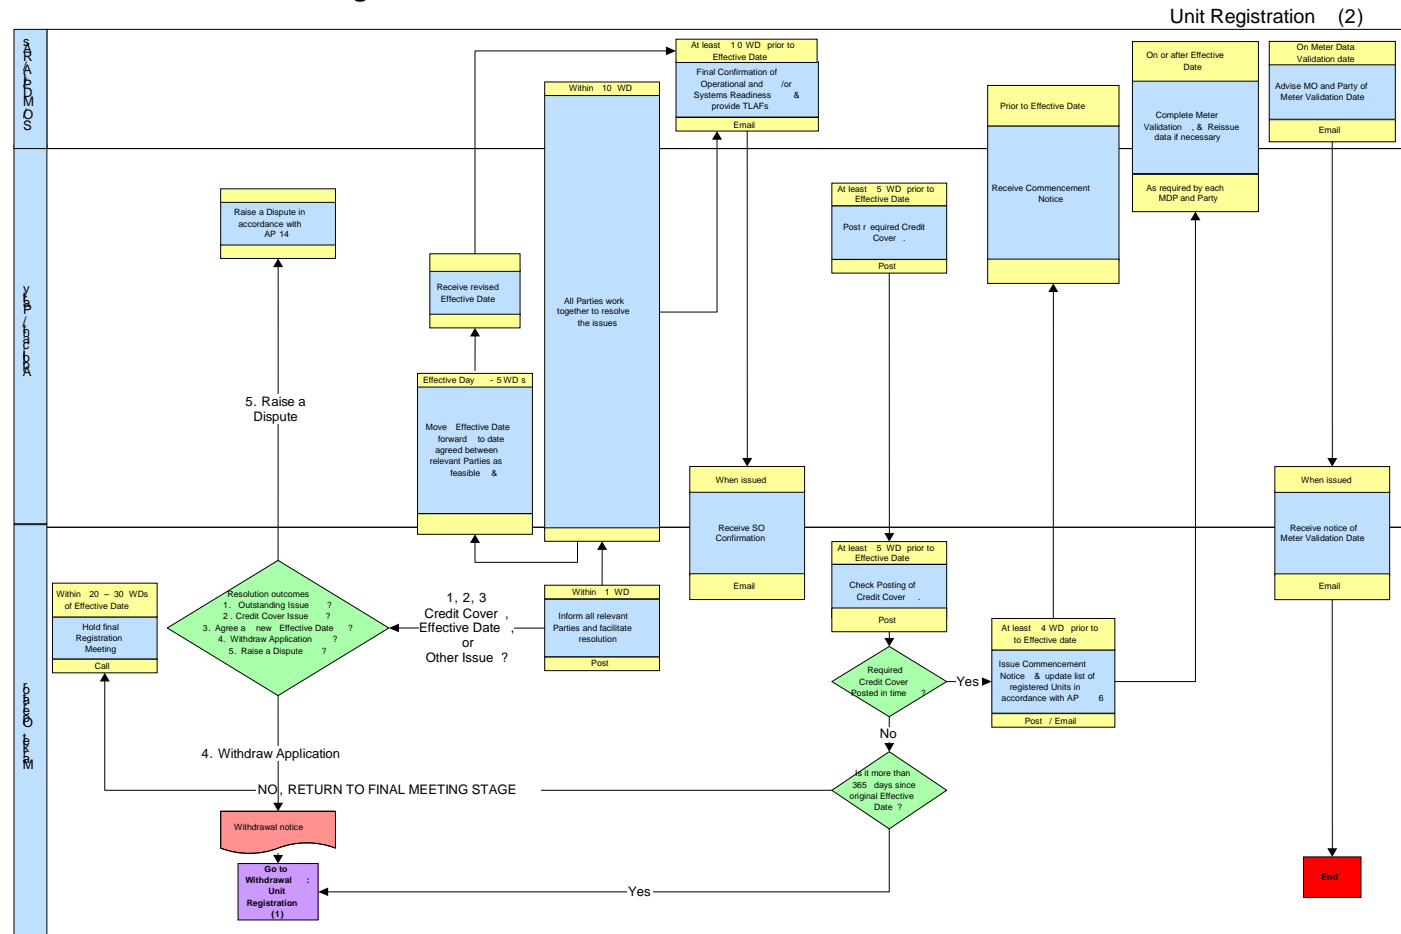 Unit Registration (2)
At least 10 WD prior to
Effective Date
Final Confirmation of
Operational and /or
Systems Readiness &
provide TLAFs
Email
Within 10 WD
All Parties work
together to resolve
the issues
Prior to Effective Date
Receive Commencement
Notice
On or after Effective
Date
Complete Meter
Validation , & Reissue
data if necessary
As required by each
MDP and Party
On Meter Data
Validation date
Advise MO and Party of
Meter Validation Date
Email
Raise a Dispute in
accordance with
AP 14
At least 5 WD prior to
Effective Date
Post r equired Credit
Cover .
Post
Receive revised
Effective Date
Effective Day - 5 WD s
Move Effective Date
forward to date
agreed between
relevant Parties as
feasible &
5. Raise a
Dispute
When issued
Receive SO
Confirmation
Email
When issued
Receive notice of
Meter Validation Date
Email
Within 20 – 30 WDs
of Effective Date
Hold final
Registration
Meeting
Call
Resolution outcomes
1. Outstanding Issue ?
2 . Credit Cover Issue ?
3. Agree a new Effective Date ?
4. Withdraw Application ?
5. Raise a Dispute ?
1, 2, 3
Credit Cover ,
Effective Date ,
or
Other Issue ?
Within 1 WD
Inform all relevant
Parties and facilitate
resolution
Post
At least 5 WD prior to
Effective Date
Check Posting of
Credit Cover .
Post
Required
Credit Cover
Posted in time ?
Yes
At least 4 WD prior to
to Effective date
Issue Commencement
Notice & update list of
registered Units in
accordance with AP 6
Post / Email
No
4. Withdraw Application
Is it more than
365 days since
original Effective
Date ?
NO, RETURN TO FINAL MEETING STAGE
Withdrawal notice
Go to
Withdrawal :
Unit
Registration
(1)
Yes
End